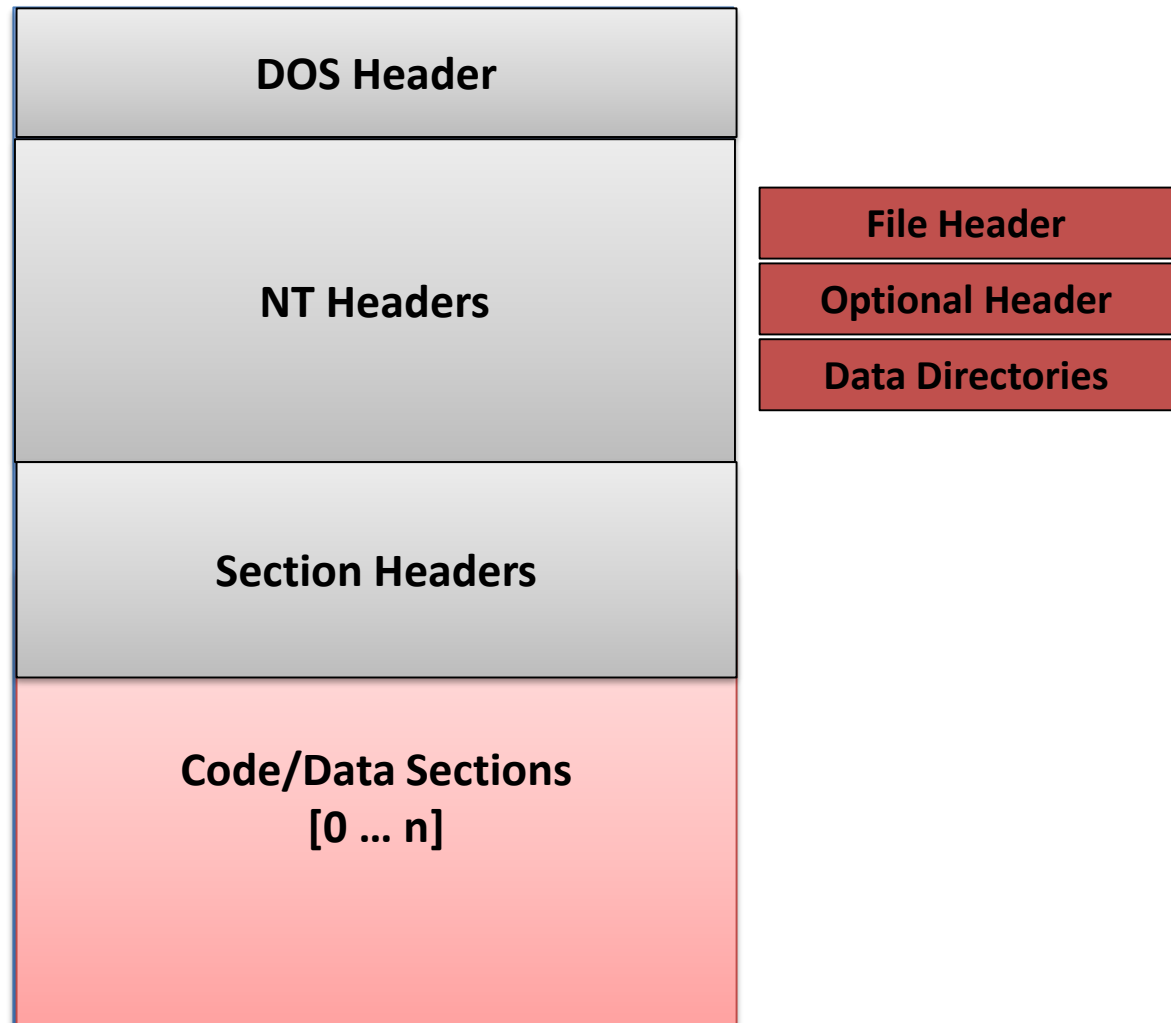 DOS Header
NT Headers
File Header
Optional Header
Data Directories
Section Headers
Code/Data Sections
[0 … n]